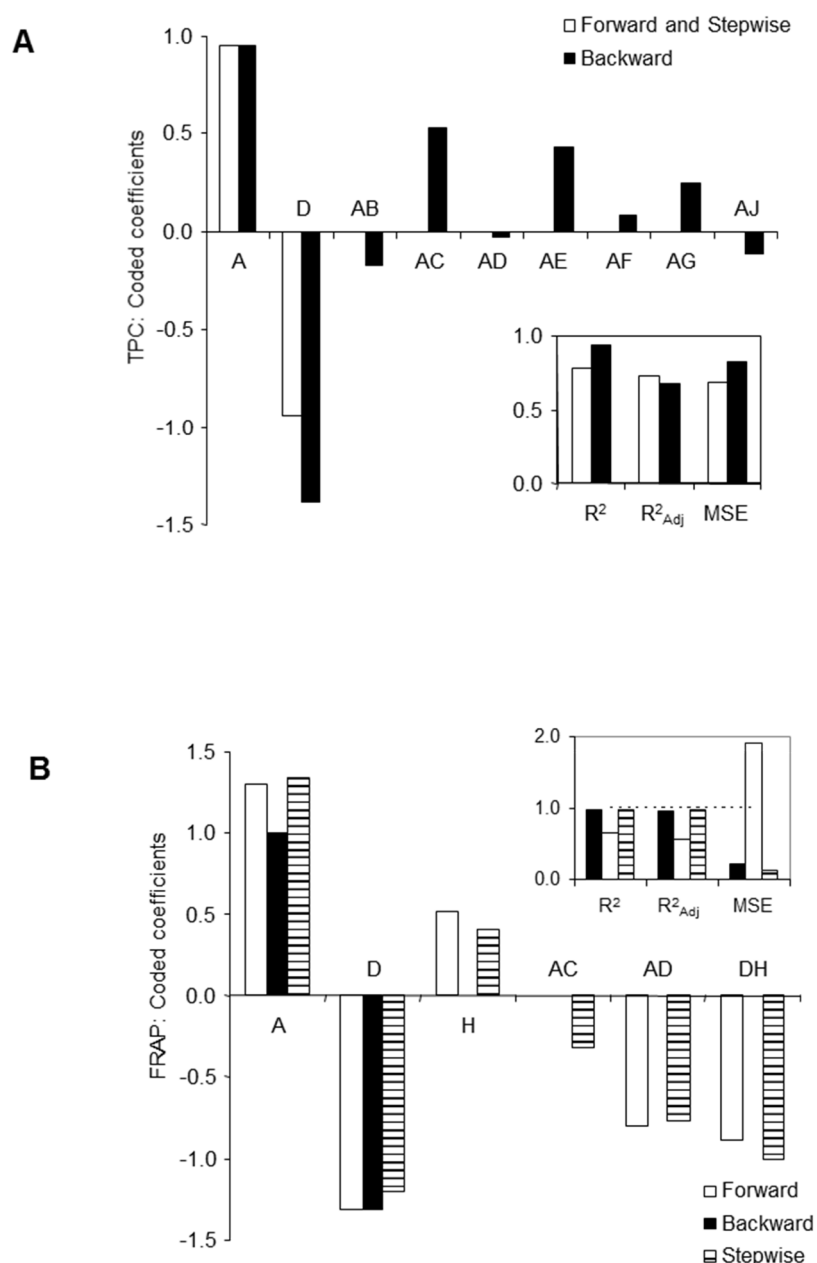 A
Forward and Stepwise
Backward
TPC: Coded coefficients
1.0
0.5
0.0
-0.5
-1.0
-1.5
D AB AJ
A AC AD AE AF AG
1.0
0.5
0.0
R² R²Adj MSE
B
FRAP: Coded coefficients
1.5
1.0
0.5
0.0
-0.5
-1.0
-1.5
2.0
1.0
0.0
R² R²Adj MSE
D AC AD DH
A H
Forward
Backward
Stepwise